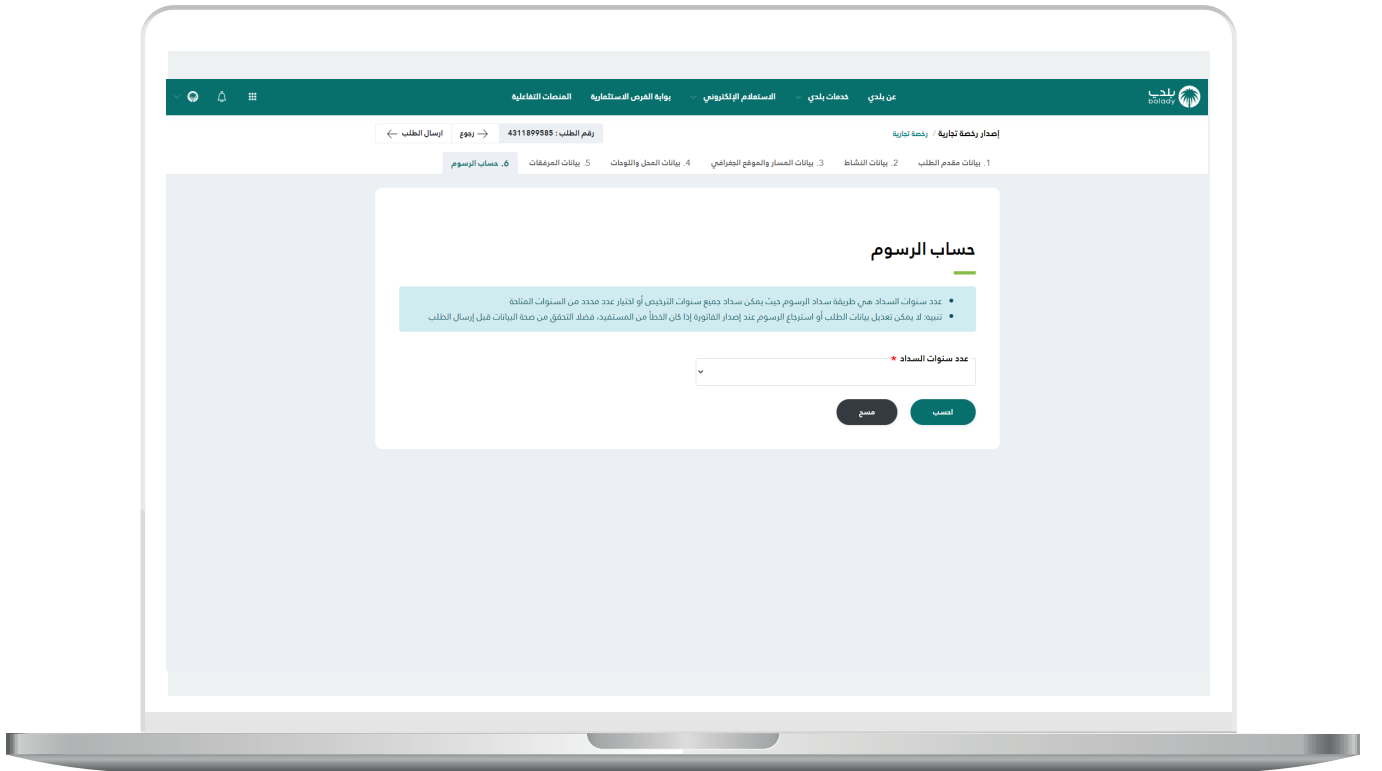 بلدي
balady
عن بلدي خدمات بلدي الاستعلام الإلكتروني بوابة الفرص الاستثمارية المنصات التفاعلية
إصدار رخصة تجارية / رخصة تجارية
رقم الطلب : 4311899585 رجوع ارسال الطلب
1. بيانات مقدم الطلب 2. بيانات النشاط 3. بيانات المسار والموقع الجغرافي 4. بيانات المحل واللوحات 5. بيانات المرفقات 6. حساب الرسوم
حساب الرسوم
عدد سنوات السداد هي طريقة سداد الرسوم حيث يمكن سداد جميع سنوات الترخيص أو اختيار عدد محدد من السنوات المتاحة
تنبيه: لا يمكن تعديل بيانات الطلب أو استرجاع الرسوم عند إصدار الفاتورة إذا كان الخطأ من المستفيد، فضلا التحقق من صحة البيانات قبل إرسال الطلب
عدد سنوات السداد *
احسب مسح